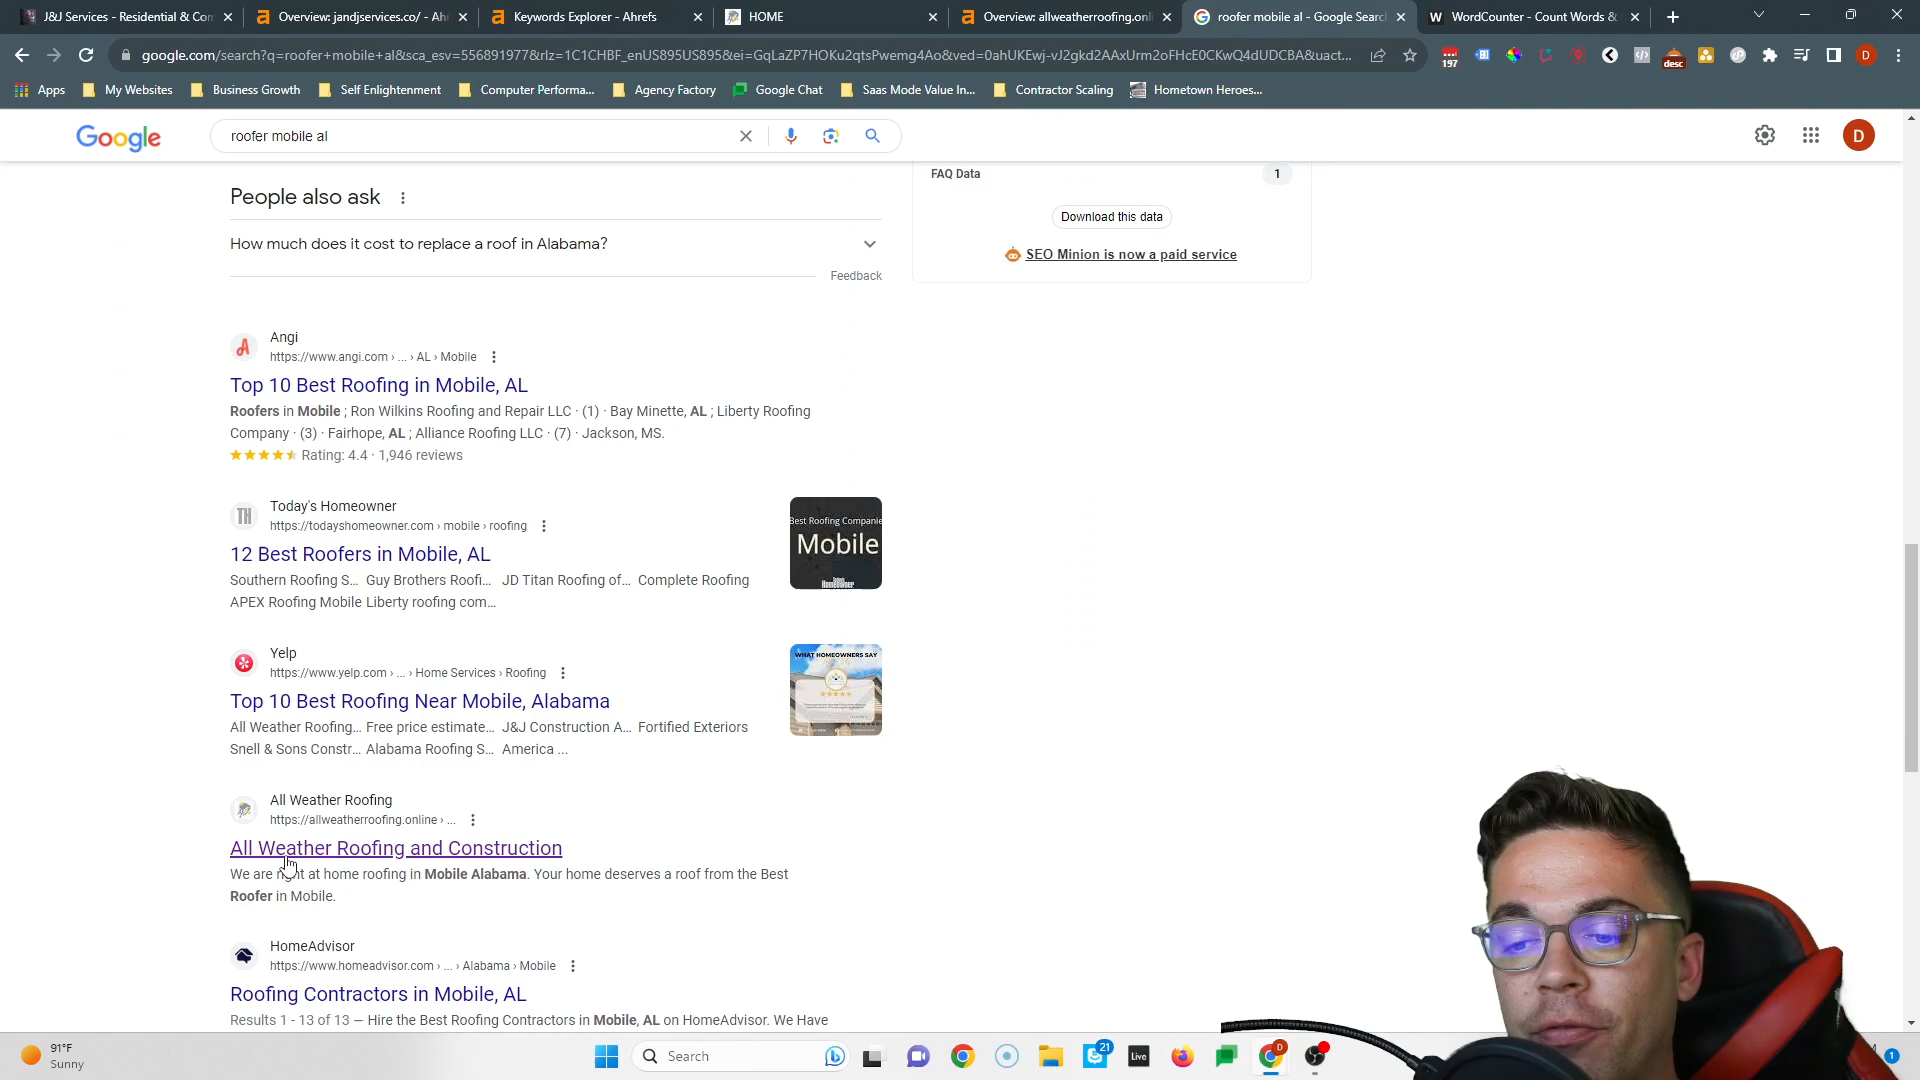 J&J Services - Residential & Com
Overview: jandjservices.co/ - Ah
Keywords Explorer - Ahrefs
HOME
Overview: allweatherroofing.onli
roofer mobile al - Google Search
WordCounter - Count Words &
google.com/search?q=roofer+mobile+al&sca_esv=556891977&rlz=1C1CHBF_enUS895US895&ei=GqLaZP7HOKu2qtsPwemg4Ao&ved=0ahUKEwj-vJ2gkd2AAxUrm2oFHcE0CKwQ4dUDCBA&uact...
197
desc
D
Apps
My Websites
Business Growth
Self Enlightenment
Computer Performa...
Agency Factory
Google Chat
Saas Mode Value In...
Contractor Scaling
Hometown Heroes...
Google
roofer mobile al
D
FAQ Data
1
Download this data
SEO Minion is now a paid service
People also ask
How much does it cost to replace a roof in Alabama?
Feedback
Angi
https://www.angi.com › ... › AL › Mobile
Top 10 Best Roofing in Mobile, AL
Roofers in Mobile ; Ron Wilkins Roofing and Repair LLC · (1) · Bay Minette, AL ; Liberty Roofing
Company · (3) · Fairhope, AL ; Alliance Roofing LLC · (7) · Jackson, MS.
Rating: 4.4 · 1,946 reviews
TH
Today's Homeowner
https://todayshomeowner.com › mobile › roofing
12 Best Roofers in Mobile, AL
Southern Roofing S... Guy Brothers Roofi... JD Titan Roofing of... Complete Roofing
APEX Roofing Mobile Liberty roofing com...
Best Roofing Companie
Mobile
Homeowner
Yelp
https://www.yelp.com › ... › Home Services › Roofing
Top 10 Best Roofing Near Mobile, Alabama
All Weather Roofing... Free price estimate... J&J Construction A... Fortified Exteriors
Snell & Sons Constr... Alabama Roofing S... America ...
WHAT HOMEOWNERS SAY
All Weather Roofing
https://allweatherroofing.online › ...
All Weather Roofing and Construction
We are right at home roofing in Mobile Alabama. Your home deserves a roof from the Best
Roofer in Mobile.
HomeAdvisor
https://www.homeadvisor.com › ... › Alabama › Mobile
Roofing Contractors in Mobile, AL
Results 1 - 13 of 13 — Hire the Best Roofing Contractors in Mobile, AL on HomeAdvisor. We Have
91°F
Sunny
Search
21
Live
D
1